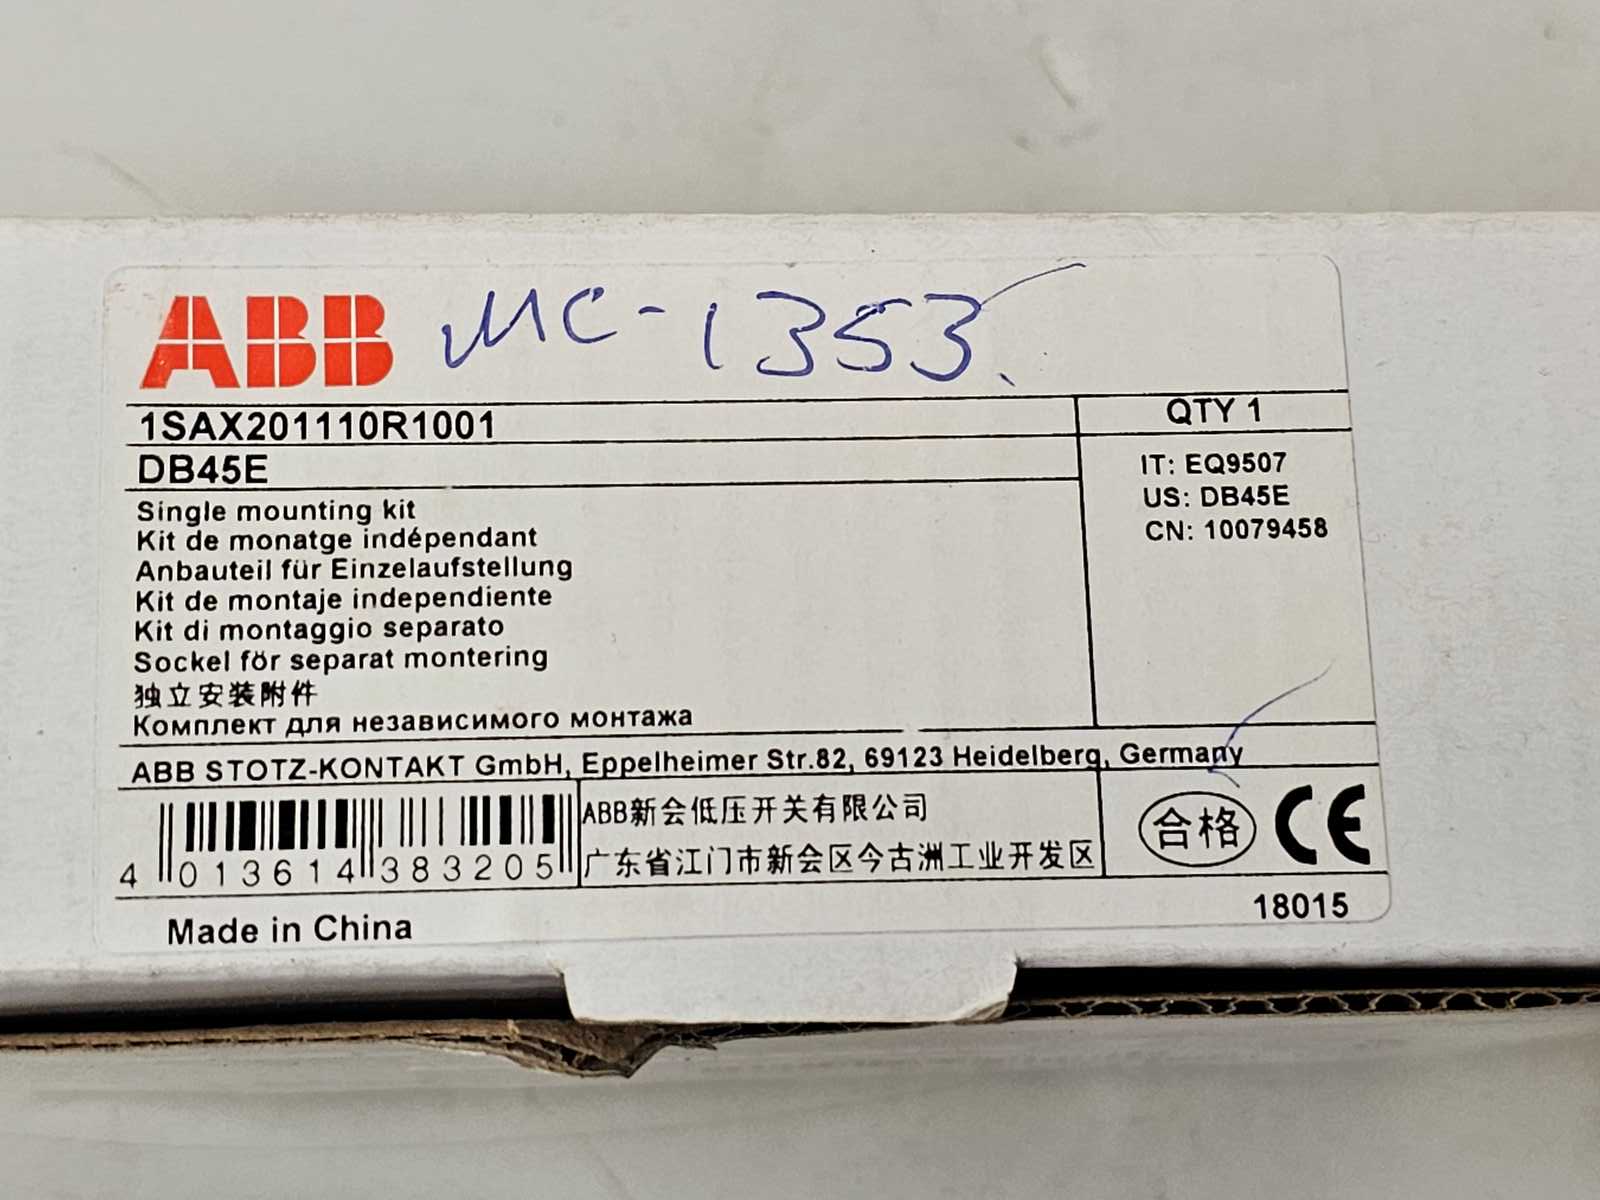 ABB MC-1353
1SAX201110R1001
QTY 1
DB45E
IT: EQ9507
US: DB45E
CN: 10079458
Single mounting kit
Kit de monatge indépendant
Anbauteil für Einzelaufstellung
Kit de montaje independiente
Kit di montaggio separato
Sockel för separat montering
独立安装附件
Комплект для независимого монтажа
ABB STOTZ-KONTAKT GmbH, Eppelheimer Str.82, 69123 Heidelberg, Germany
4 013614 383205
ABB新会低压开关有限公司
广东省江门市新会区今古洲工业开发区
合格 CE
Made in China
18015